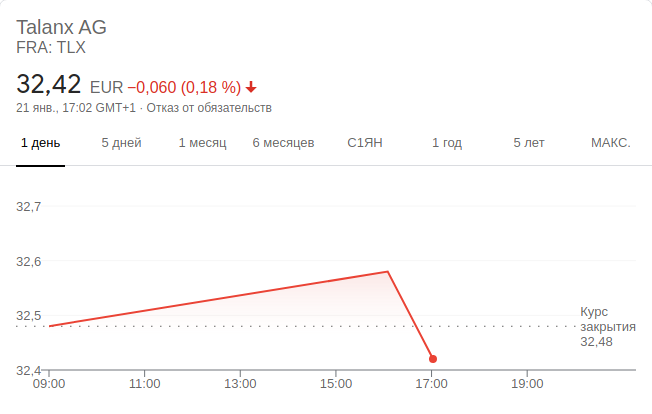 Talanx AG
FRA: TLX
32,42 EUR −0,060 (0,18 %)
21 янв., 17:02 GMT+1 · Отказ от обязательств
1 день 5 дней 1 месяц 6 месяцев С1ЯН 1 год 5 лет МАКС.
32,7
32,6
32,5
Курс
закрытия
32,48
32,4
09:00 11:00 13:00 15:00 17:00 19:00